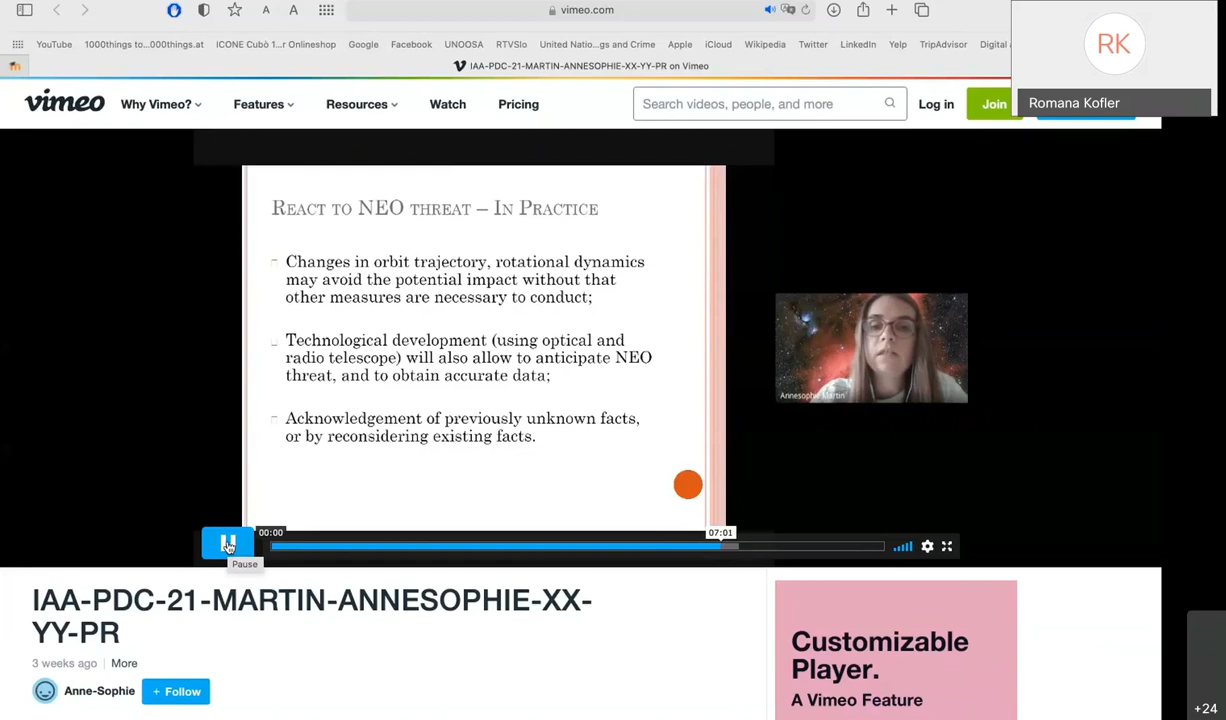 vimeo.com
YouTube 1000things to...000things.at ICONE Cubò 1...r Onlineshop Google Facebook UNOOSA RTVSlo United Natio...gs and Crime Apple iCloud Wikipedia Twitter LinkedIn Yelp TripAdvisor Digital
IAA-PDC-21-MARTIN-ANNESOPHIE-XX-YY-PR on Vimeo
RK
Romana Kofler
vimeo Why Vimeo? Features Resources Watch Pricing Search videos, people, and more Log in Join
REACT TO NEO THREAT – IN PRACTICE
Changes in orbit trajectory, rotational dynamics
may avoid the potential impact without that
other measures are necessary to conduct;
Technological development (using optical and
radio telescope) will also allow to anticipate NEO
threat, and to obtain accurate data;
Acknowledgement of previously unknown facts,
or by reconsidering existing facts.
Annesophie Martin
00:00 07:01
Pause
IAA-PDC-21-MARTIN-ANNESOPHIE-XX-
YY-PR
3 weeks ago More
Anne-Sophie + Follow
Customizable
Player.
A Vimeo Feature
+24